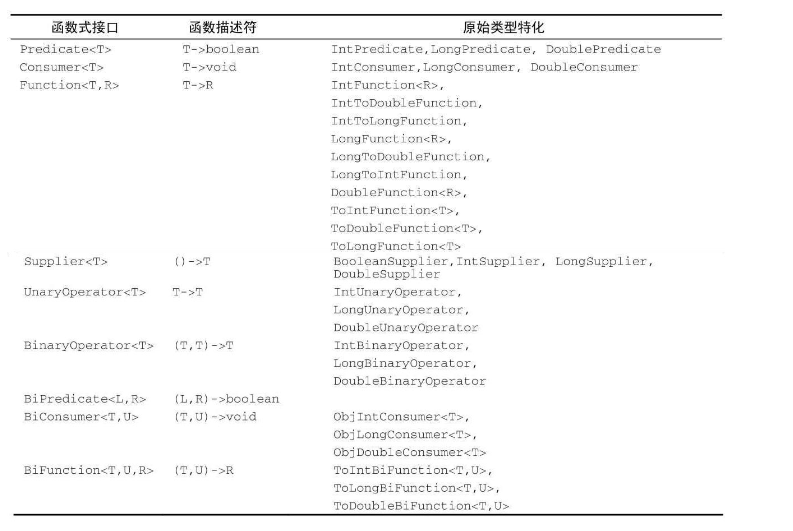 函数式接口 函数描述符 原始类型特化
Predicate<T> T->boolean IntPredicate,LongPredicate, DoublePredicate
Consumer<T> T->void IntConsumer,LongConsumer, DoubleConsumer
Function<T,R> T->R IntFunction<R>,
IntToDoubleFunction,
IntToLongFunction,
LongFunction<R>,
LongToDoubleFunction,
LongToIntFunction,
DoubleFunction<R>,
ToIntFunction<T>,
ToDoubleFunction<T>,
ToLongFunction<T>
Supplier<T> ()->T BooleanSupplier,IntSupplier, LongSupplier,
DoubleSupplier
UnaryOperator<T> T->T IntUnaryOperator,
LongUnaryOperator,
DoubleUnaryOperator
BinaryOperator<T> (T,T)->T IntBinaryOperator,
LongBinaryOperator,
DoubleBinaryOperator
BiPredicate<L,R> (L,R)->boolean
BiConsumer<T,U> (T,U)->void ObjIntConsumer<T>,
ObjLongConsumer<T>,
ObjDoubleConsumer<T>
BiFunction<T,U,R> (T,U)->R ToIntBiFunction<T,U>,
ToLongBiFunction<T,U>,
ToDoubleBiFunction<T,U>